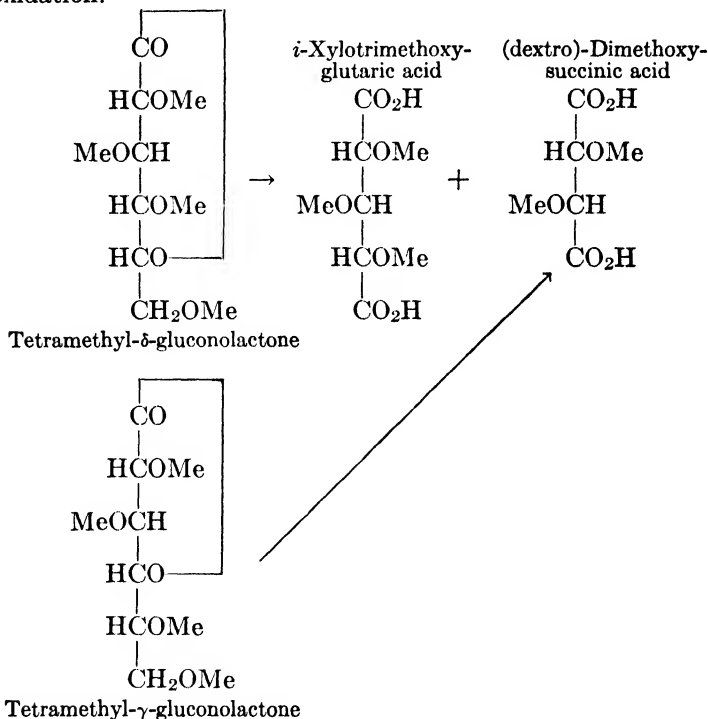 oxidation.
CO
HCOMe
MeOCH
HCOMe
HCO
CH₂OMe
Tetramethyl-δ-gluconolactone
→
i-Xylotrimethoxy-
glutaric acid
CO₂H
HCOMe
MeOCH
HCOMe
CO₂H
+
(dextro)-Dimethoxy-
succinic acid
CO₂H
HCOMe
MeOCH
CO₂H
CO
HCOMe
MeOCH
HCO
HCOMe
CH₂OMe
Tetramethyl-γ-gluconolactone